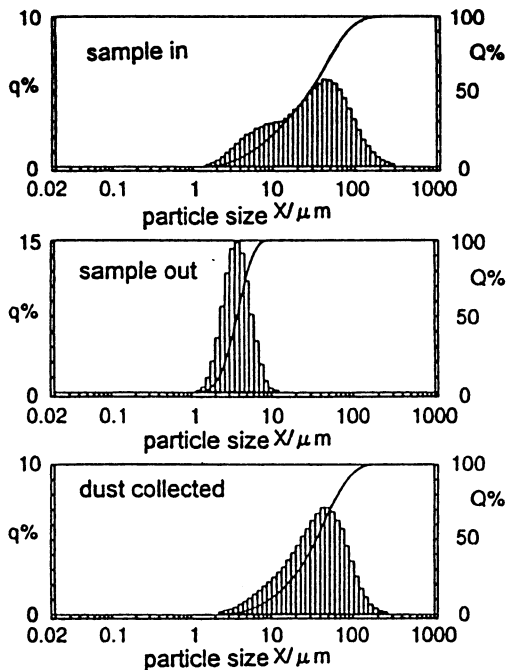 10 100
sample in Q%
q% 50
0 0
0.02 0.1 1 10 100 1000
particle size X/μm
15 100
sample out Q%
q% 50
0 0
0.02 0.1 1 10 100 1000
particle size X/μm
10 100
dust collected Q%
q% 50
0 0
0.02 0.1 1 10 100 1000
particle size X/μm